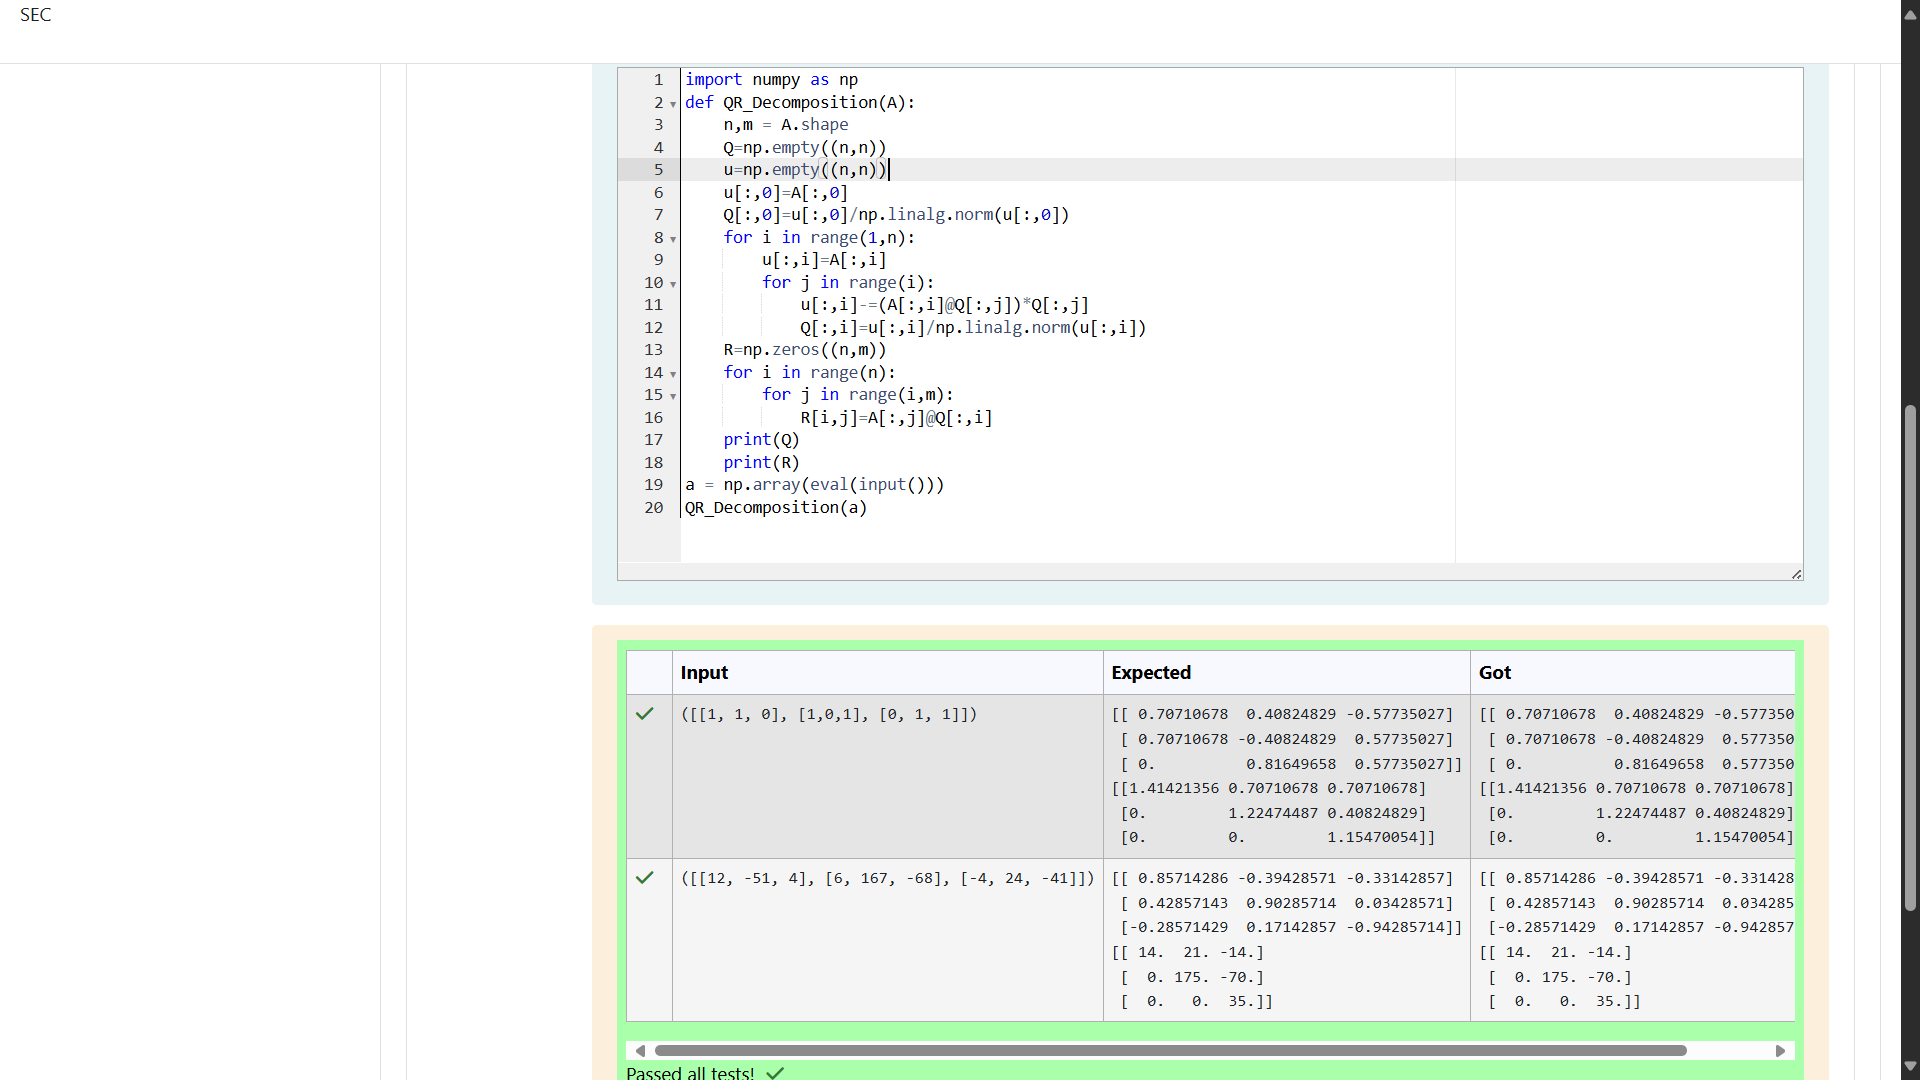 SEC
1 import numpy as np
2 def QR_Decomposition(A):
3     n,m = A.shape
4     Q=np.empty((n,n))
5     u=np.empty((n,n))
6     u[:,0]=A[:,0]
7     Q[:,0]=u[:,0]/np.linalg.norm(u[:,0])
8     for i in range(1,n):
9         u[:,i]=A[:,i]
10         for j in range(i):
11             u[:,i]-=(A[:,i]@Q[:,j])*Q[:,j]
12             Q[:,i]=u[:,i]/np.linalg.norm(u[:,i])
13     R=np.zeros((n,m))
14     for i in range(n):
15         for j in range(i,m):
16             R[i,j]=A[:,j]@Q[:,i]
17     print(Q)
18     print(R)
19 a = np.array(eval(input()))
20 QR_Decomposition(a)
Input Expected Got
([[1, 1, 0], [1,0,1], [0, 1, 1]])
[[ 0.70710678  0.40824829 -0.57735027]
 [ 0.70710678 -0.40824829  0.57735027]
 [ 0.          0.81649658  0.57735027]]
[[1.41421356 0.70710678 0.70710678]
 [0.         1.22474487 0.40824829]
 [0.         0.         1.15470054]]
[[ 0.70710678  0.40824829 -0.577350
 [ 0.70710678 -0.40824829  0.577350
 [ 0.          0.81649658  0.577350
[[1.41421356 0.70710678 0.70710678]
 [0.         1.22474487 0.40824829]
 [0.         0.         1.15470054]
([[12, -51, 4], [6, 167, -68], [-4, 24, -41]])
[[ 0.85714286 -0.39428571 -0.33142857]
 [ 0.42857143  0.90285714  0.03428571]
 [-0.28571429  0.17142857 -0.94285714]]
[[ 14.  21. -14.]
 [  0. 175. -70.]
 [  0.   0.  35.]]
[[ 0.85714286 -0.39428571 -0.331428
 [ 0.42857143  0.90285714  0.034285
 [-0.28571429  0.17142857 -0.942857
[[ 14.  21. -14.]
 [  0. 175. -70.]
 [  0.   0.  35.]]
Passed all tests!